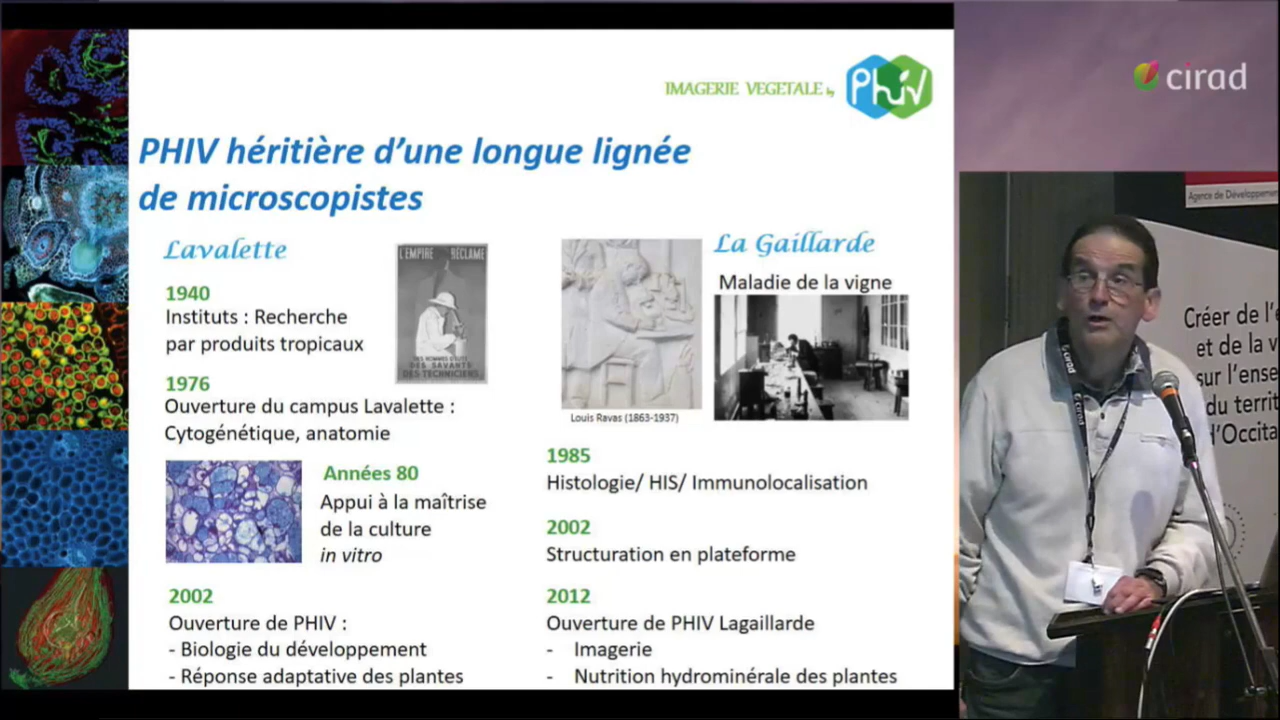 IMAGERIE VEGETALE by
PHIV
cirad
PHIV héritière d'une longue lignée
de microscopistes
Lavalette
L'EMPIRE RÉCLAME
DES HOMMES D'ÉLITE
DES SAVANTS
DES TECHNICIENS
1940
Instituts : Recherche
par produits tropicaux
1976
Ouverture du campus Lavalette :
Cytogénétique, anatomie
Années 80
Appui à la maîtrise
de la culture
in vitro
2002
Ouverture de PHIV :
- Biologie du développement
- Réponse adaptative des plantes
La Gaillarde
Maladie de la vigne
Louis Ravas (1863-1937)
1985
Histologie/ HIS/ Immunolocalisation
2002
Structuration en plateforme
2012
Ouverture de PHIV Lagaillarde
- Imagerie
- Nutrition hydrominérale des plantes
Agence de Développement
Créer de l'
et de la v
sur l'ense
du territ
d'Occita
cirad
cirad